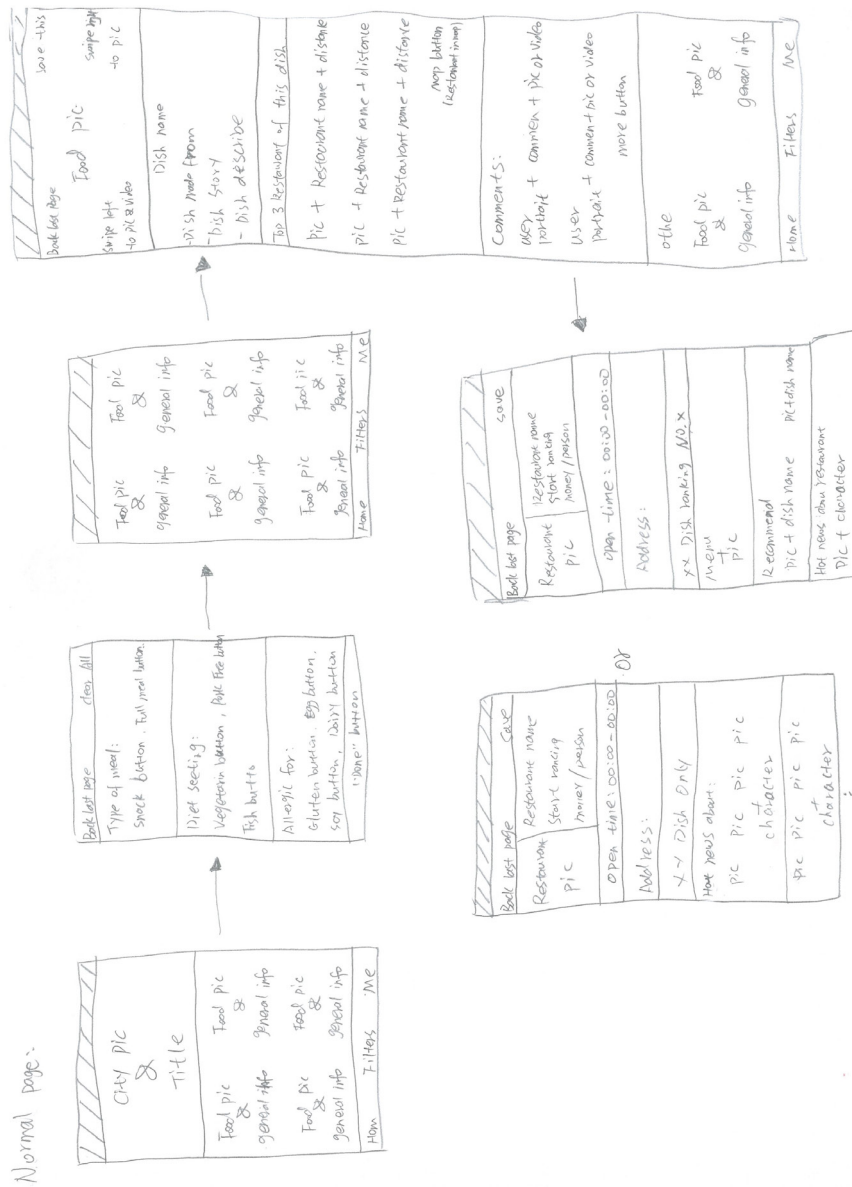 Normal page:
City pic
&
Title
Food pic
&
general info
Food pic
&
general info
Food pic
&
general info
Food pic
&
general info
Hom Filters Me
Back last page clear All
Type of meal:
Snack button. Full meal button
Diet seeting:
Vegetarin button, Pork Free button
Fish butto
Allergic for:
Gluten button. Egg button.
soy button, Dairy button
"Done" button
Food pic
&
general info
Food pic
&
general info
Food pic
&
general info
Food pic
&
general info
Food pic
&
general info
Food pic
&
general info
Home Filters Me
save this
Back last page
Food pic
swipe left
to pic & video
swipe right
to pic
Dish name
- Dish made from
- Dish story
- Dish describe
Top 3 Restaurant of this dish
pic + Restaurant name + distance
pic + Restaurant name + distance
pic + Restaurant name + distance
map button
(Restaurant in map)
Comments:
user
portrait + commen + pic or video
User
portrait + commen + pic or video
more button
othe
Food pic
&
general info
Food pic
&
general info
Home Filters Me
Back last page save
Restaurant
pic
Restaurant name
start ranking
money/person
open time: 00:00-00:00
Address:
xx Dish Only
news about:
pic pic pic pic
+
character
pic pic pic pic
+
character
or
Back last page save
Restaurant
pic
Restaurant name
start ranking
money/person
open time: 00:00-00:00
Address:
xx Dish ranking NO.x
Menu
+
pic
Recommend
pic + dish name pic + dish name
Hot news abou restaurant
pic + character